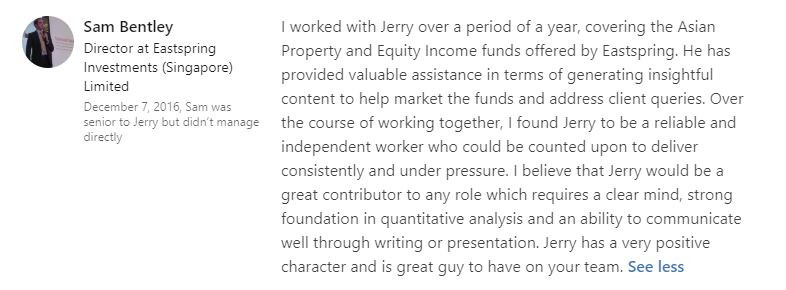 Sam Bentley
Director at Eastspring
Investments (Singapore)
Limited
December 7, 2016, Sam was
senior to Jerry but didn't manage
directly
I worked with Jerry over a period of a year, covering the Asian
Property and Equity Income funds offered by Eastspring. He has
provided valuable assistance in terms of generating insightful
content to help market the funds and address client queries. Over
the course of working together, I found Jerry to be a reliable and
independent worker who could be counted upon to deliver
consistently and under pressure. I believe that Jerry would be a
great contributor to any role which requires a clear mind, strong
foundation in quantitative analysis and an ability to communicate
well through writing or presentation. Jerry has a very positive
character and is great guy to have on your team. See less